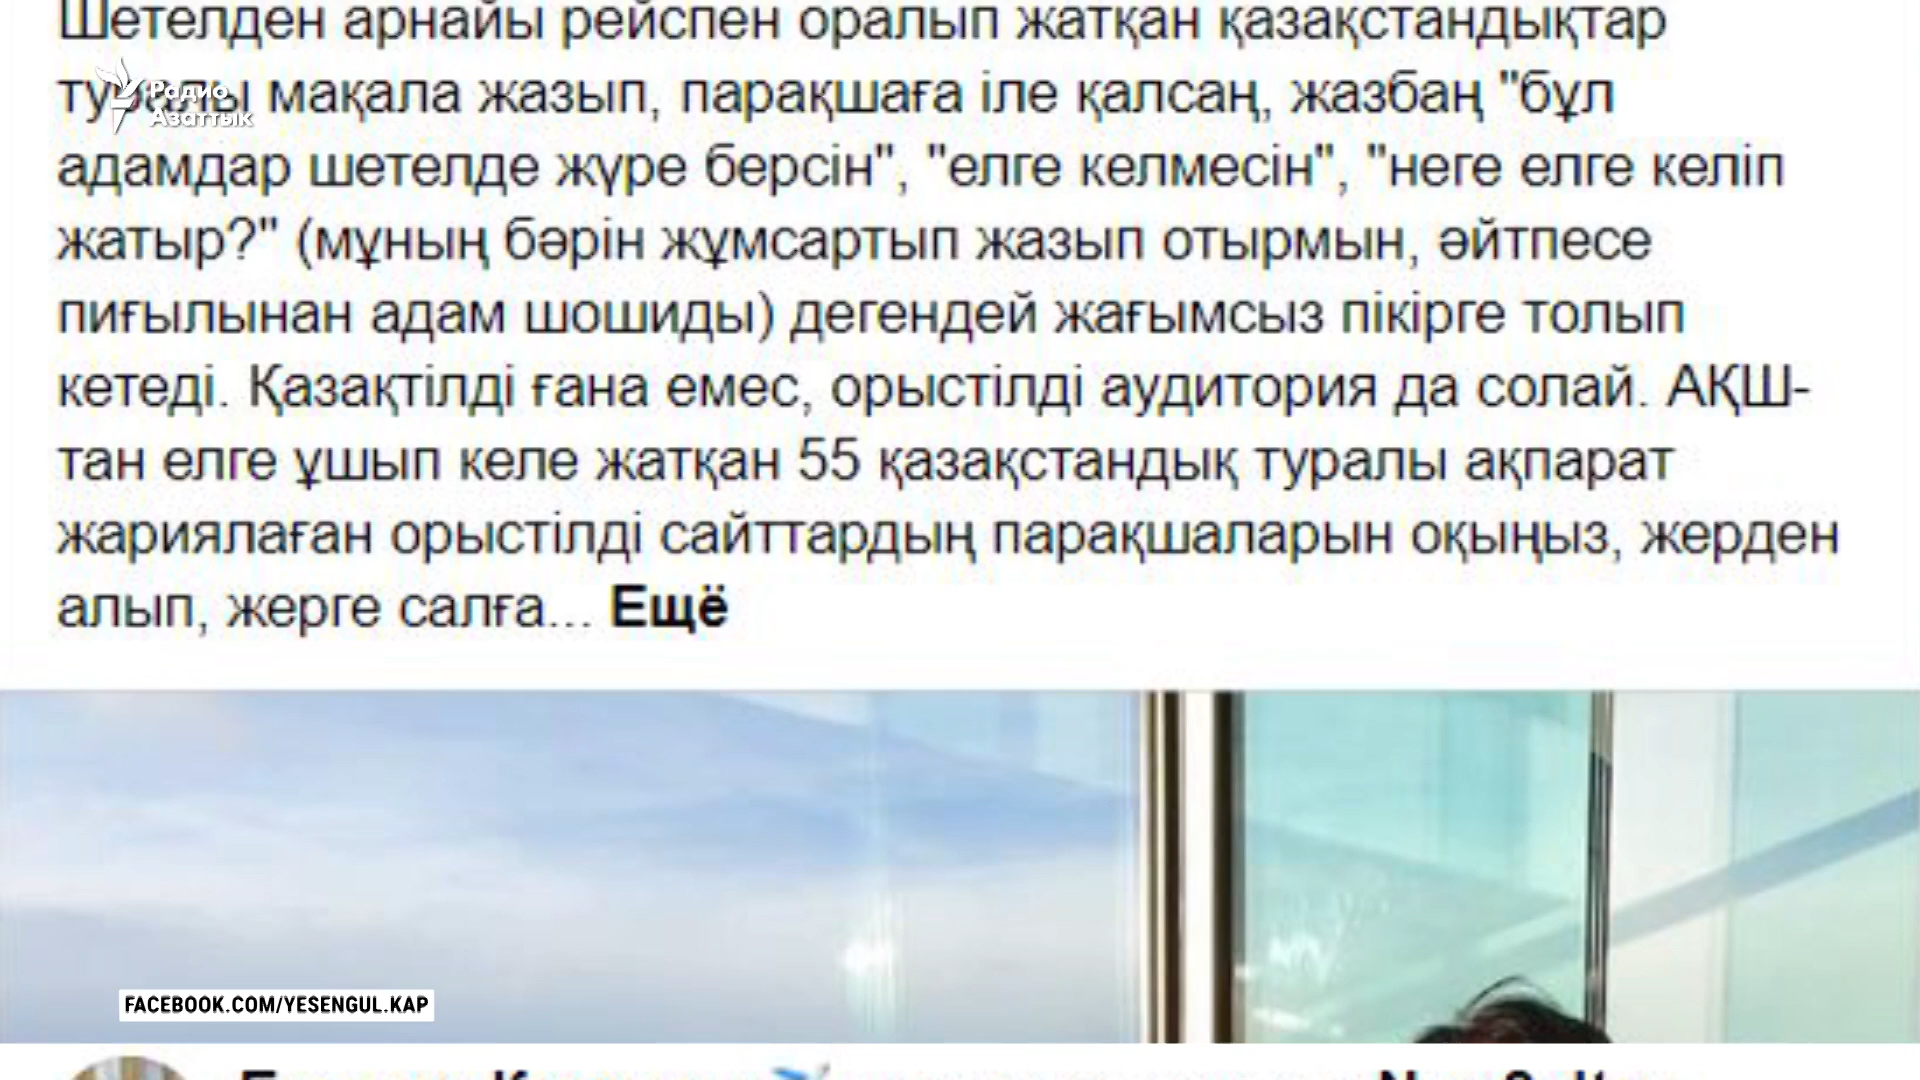 Шетелден арнайы рейспен оралып жатқан қазақстандықтар
туралы мақала жазып, парақшаға іле қалсаң, жазбаң "бұл
адамдар шетелде жүре берсін", "елге келмесін", "неге елге келіп
жатыр?" (мұның бәрін жұмсартып жазып отырмын, әйтпесе
пиғылынан адам шошиды) дегендей жағымсыз пікірге толып
кетеді. Қазақтілді ғана емес, орыстілді аудитория да солай. АҚШ-
тан елге ұшып келе жатқан 55 қазақстандық туралы ақпарат
жариялаған орыстілді сайттардың парақшаларын оқыңыз, жерден
алып, жерге салға... Ещё
Радио
Азаттык
FACEBOOK.COM/YESENGUL.KAP